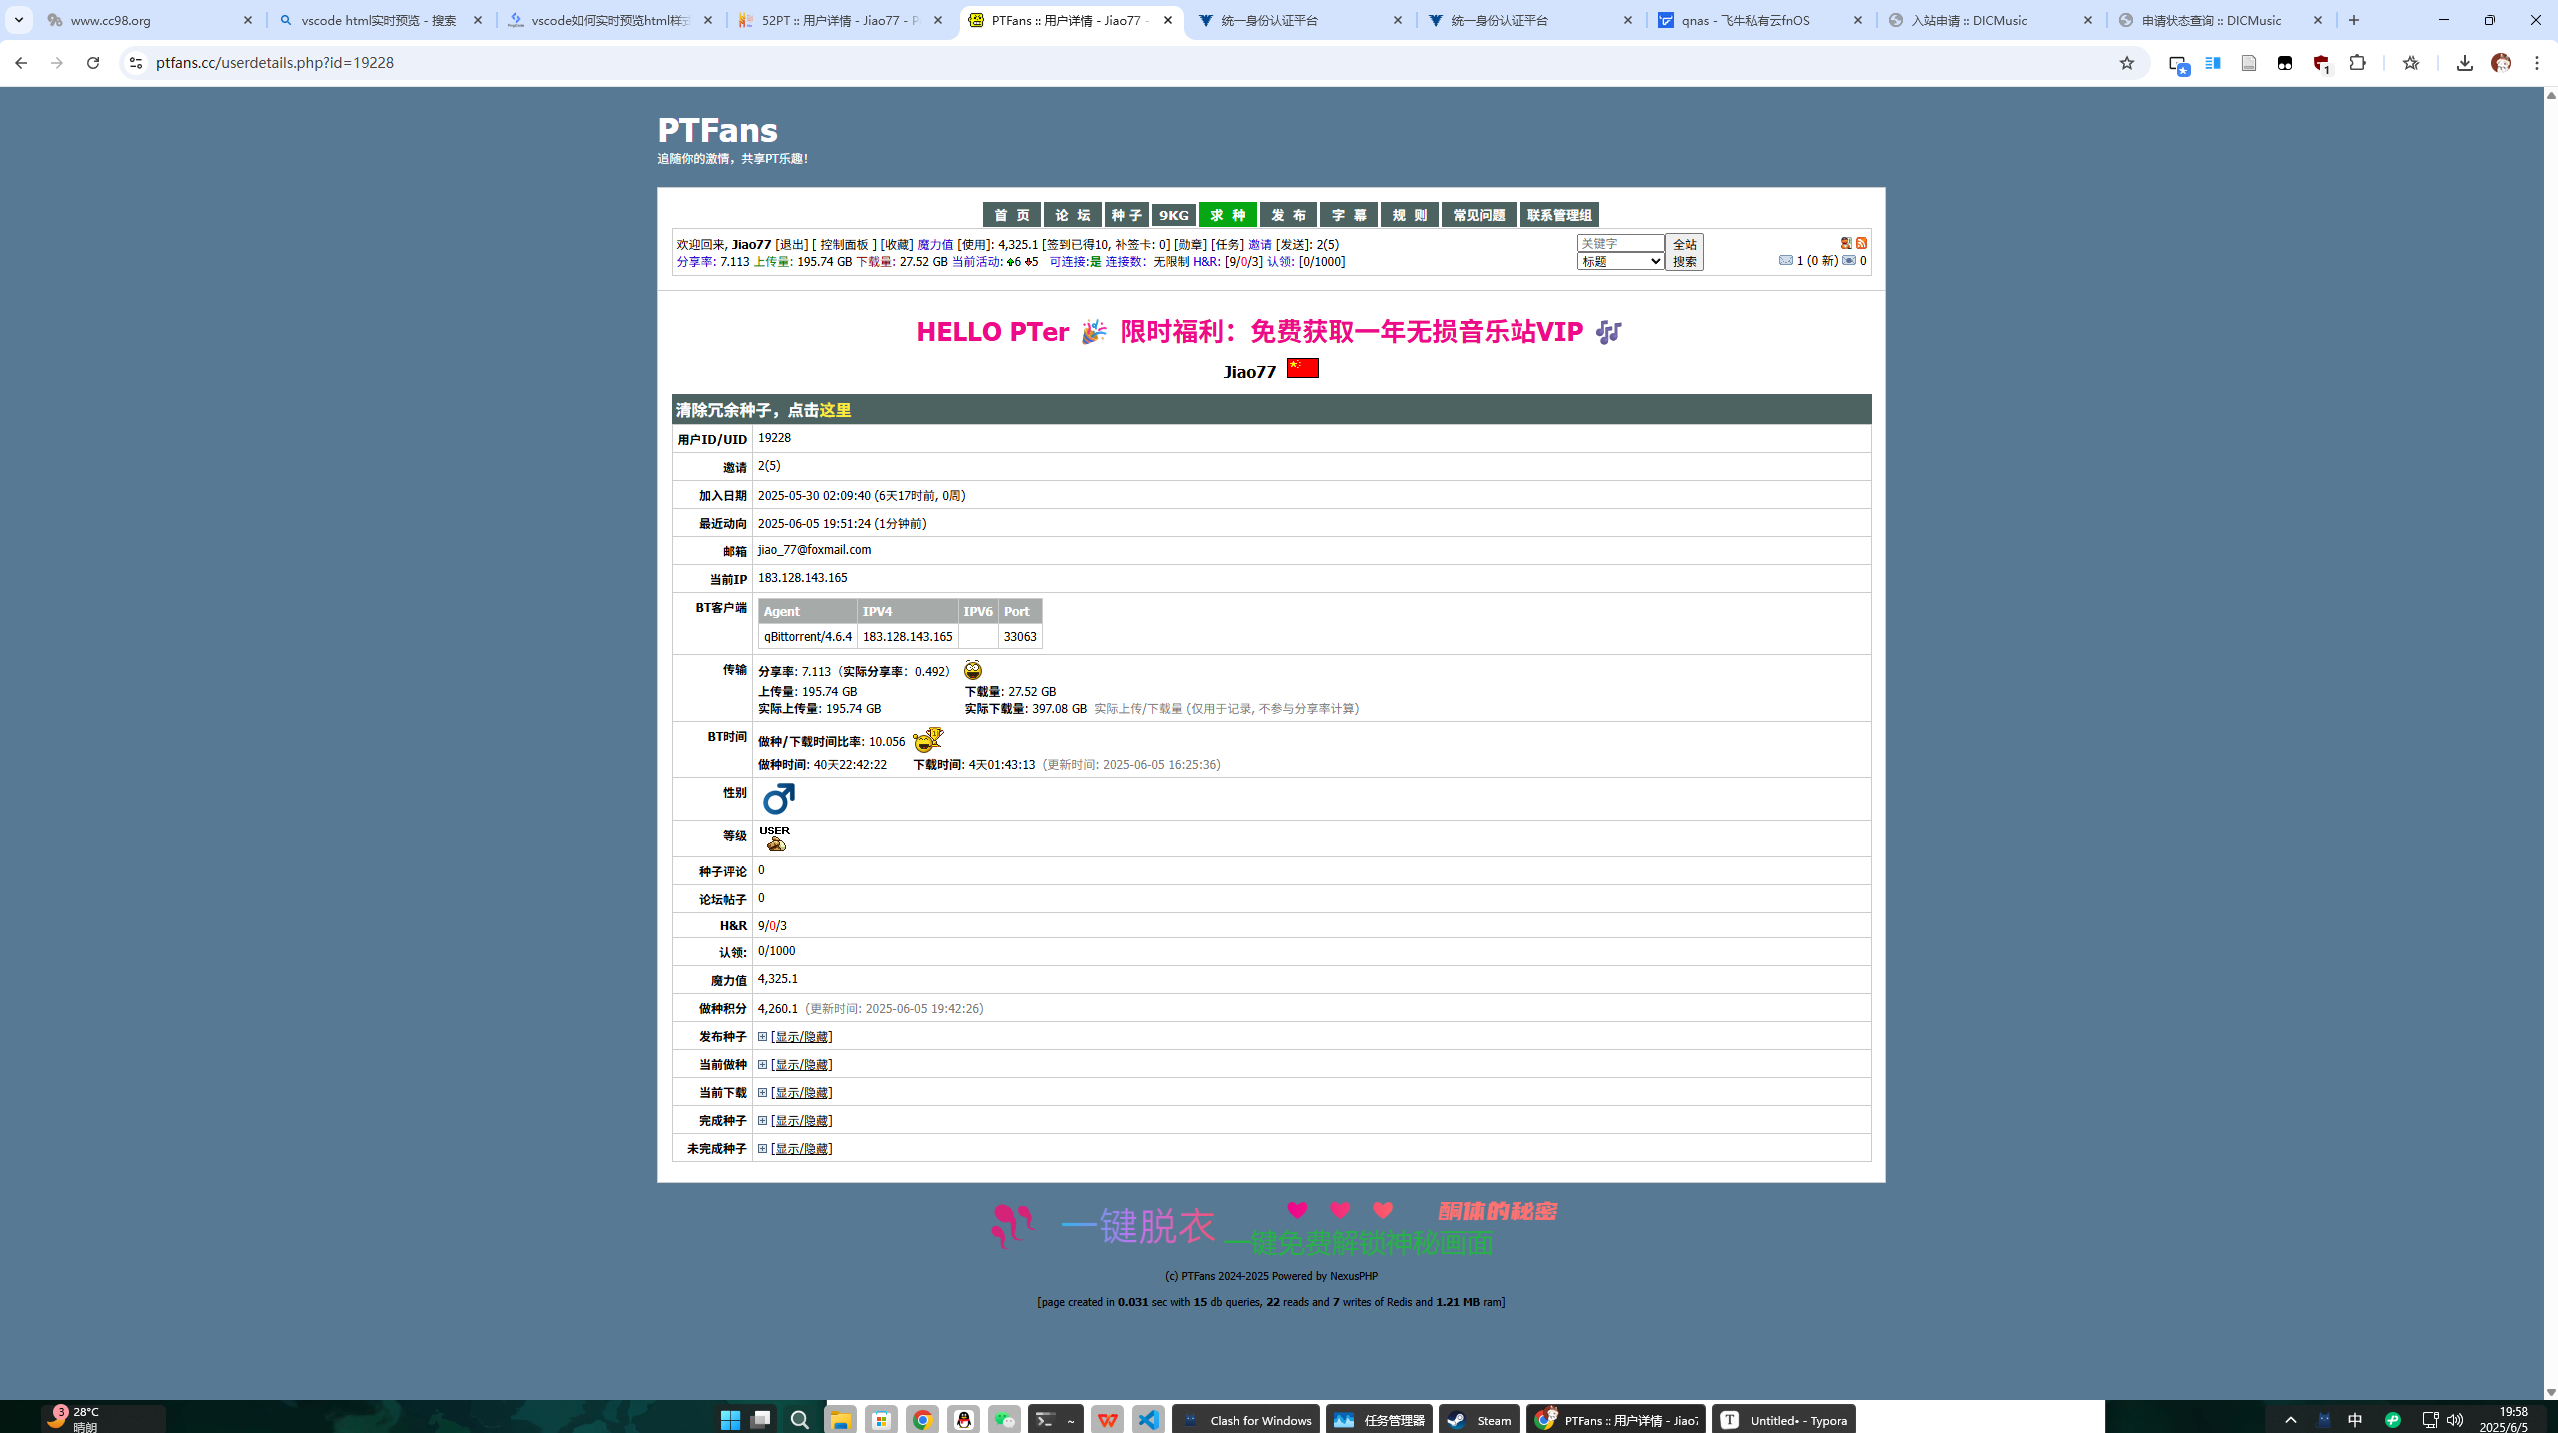 www.cc98.org
vscode html实时预览 - 搜索
vscode如何实时预览html样式
52PT :: 用户详情 - Jiao77 - P
PTFans :: 用户详情 - Jiao77 -
统一身份认证平台
统一身份认证平台
qnas - 飞牛私有云fnOS
入站申请 :: DICMusic
申请状态查询 :: DICMusic
ptfans.cc/userdetails.php?id=19228
1
PTFans
追随你的激情，共享PT乐趣！
首 页 论 坛 种 子 9KG 求 种 发 布 字 幕 规 则 常见问题 联系管理组
欢迎回来, Jiao77 [退出] [ 控制面板 ] [收藏] 魔力值 [使用]: 4,325.1 [签到已得10, 补签卡: 0] [勋章] [任务] 邀请 [发送]: 2(5)
分享率: 7.113 上传量: 195.74 GB 下载量: 27.52 GB 当前活动: 6 5 可连接:是 连接数：无限制 H&R: [9/0/3] 认领: [0/1000]
关键字
标题
全站
搜索
1 (0 新) 0
HELLO PTer 🎉 限时福利：免费获取一年无损音乐站VIP 🎶
Jiao77
清除冗余种子，点击这里
用户ID/UID 19228
邀请 2(5)
加入日期 2025-05-30 02:09:40 (6天17时前, 0周)
最近动向 2025-06-05 19:51:24 (1分钟前)
邮箱 jiao_77@foxmail.com
当前IP 183.128.143.165
BT客户端
Agent IPV4 IPV6 Port
qBittorrent/4.6.4 183.128.143.165 33063
传输 分享率: 7.113（实际分享率：0.492）
上传量: 195.74 GB 下载量: 27.52 GB
实际上传量: 195.74 GB 实际下载量: 397.08 GB 实际上传/下载量 (仅用于记录, 不参与分享率计算)
BT时间 做种/下载时间比率: 10.056
做种时间: 40天22:42:22 下载时间: 4天01:43:13 (更新时间: 2025-06-05 16:25:36)
性别
等级 USER
种子评论 0
论坛帖子 0
H&R 9/0/3
认领: 0/1000
魔力值 4,325.1
做种积分 4,260.1 (更新时间: 2025-06-05 19:42:26)
发布种子 [显示/隐藏]
当前做种 [显示/隐藏]
当前下载 [显示/隐藏]
完成种子 [显示/隐藏]
未完成种子 [显示/隐藏]
一键脱衣
酮体的秘密
一键免费解锁神秘画面
(c) PTFans 2024-2025 Powered by NexusPHP
[page created in 0.031 sec with 15 db queries, 22 reads and 7 writes of Redis and 1.21 MB ram]
3
28°C
晴朗
~
Clash for Windows
任务管理器
Steam
PTFans :: 用户详情 - Jiao7
Untitled• - Typora
中
19:58
2025/6/5